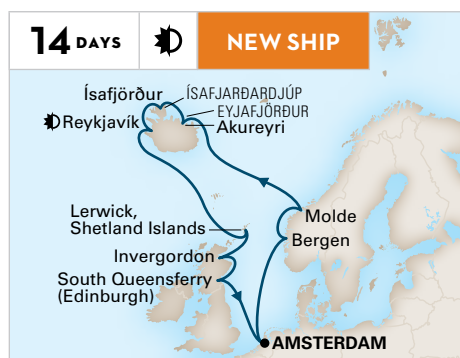 14 DAYS
NEW SHIP
Ísafjörður
ÍSAFJARÐARDJÚP
EYJAFJÖRÐUR
Reykjavík
Akureyri
Lerwick,
Shetland Islands
Molde
Bergen
Invergordon
South Queensferry
(Edinburgh)
AMSTERDAM